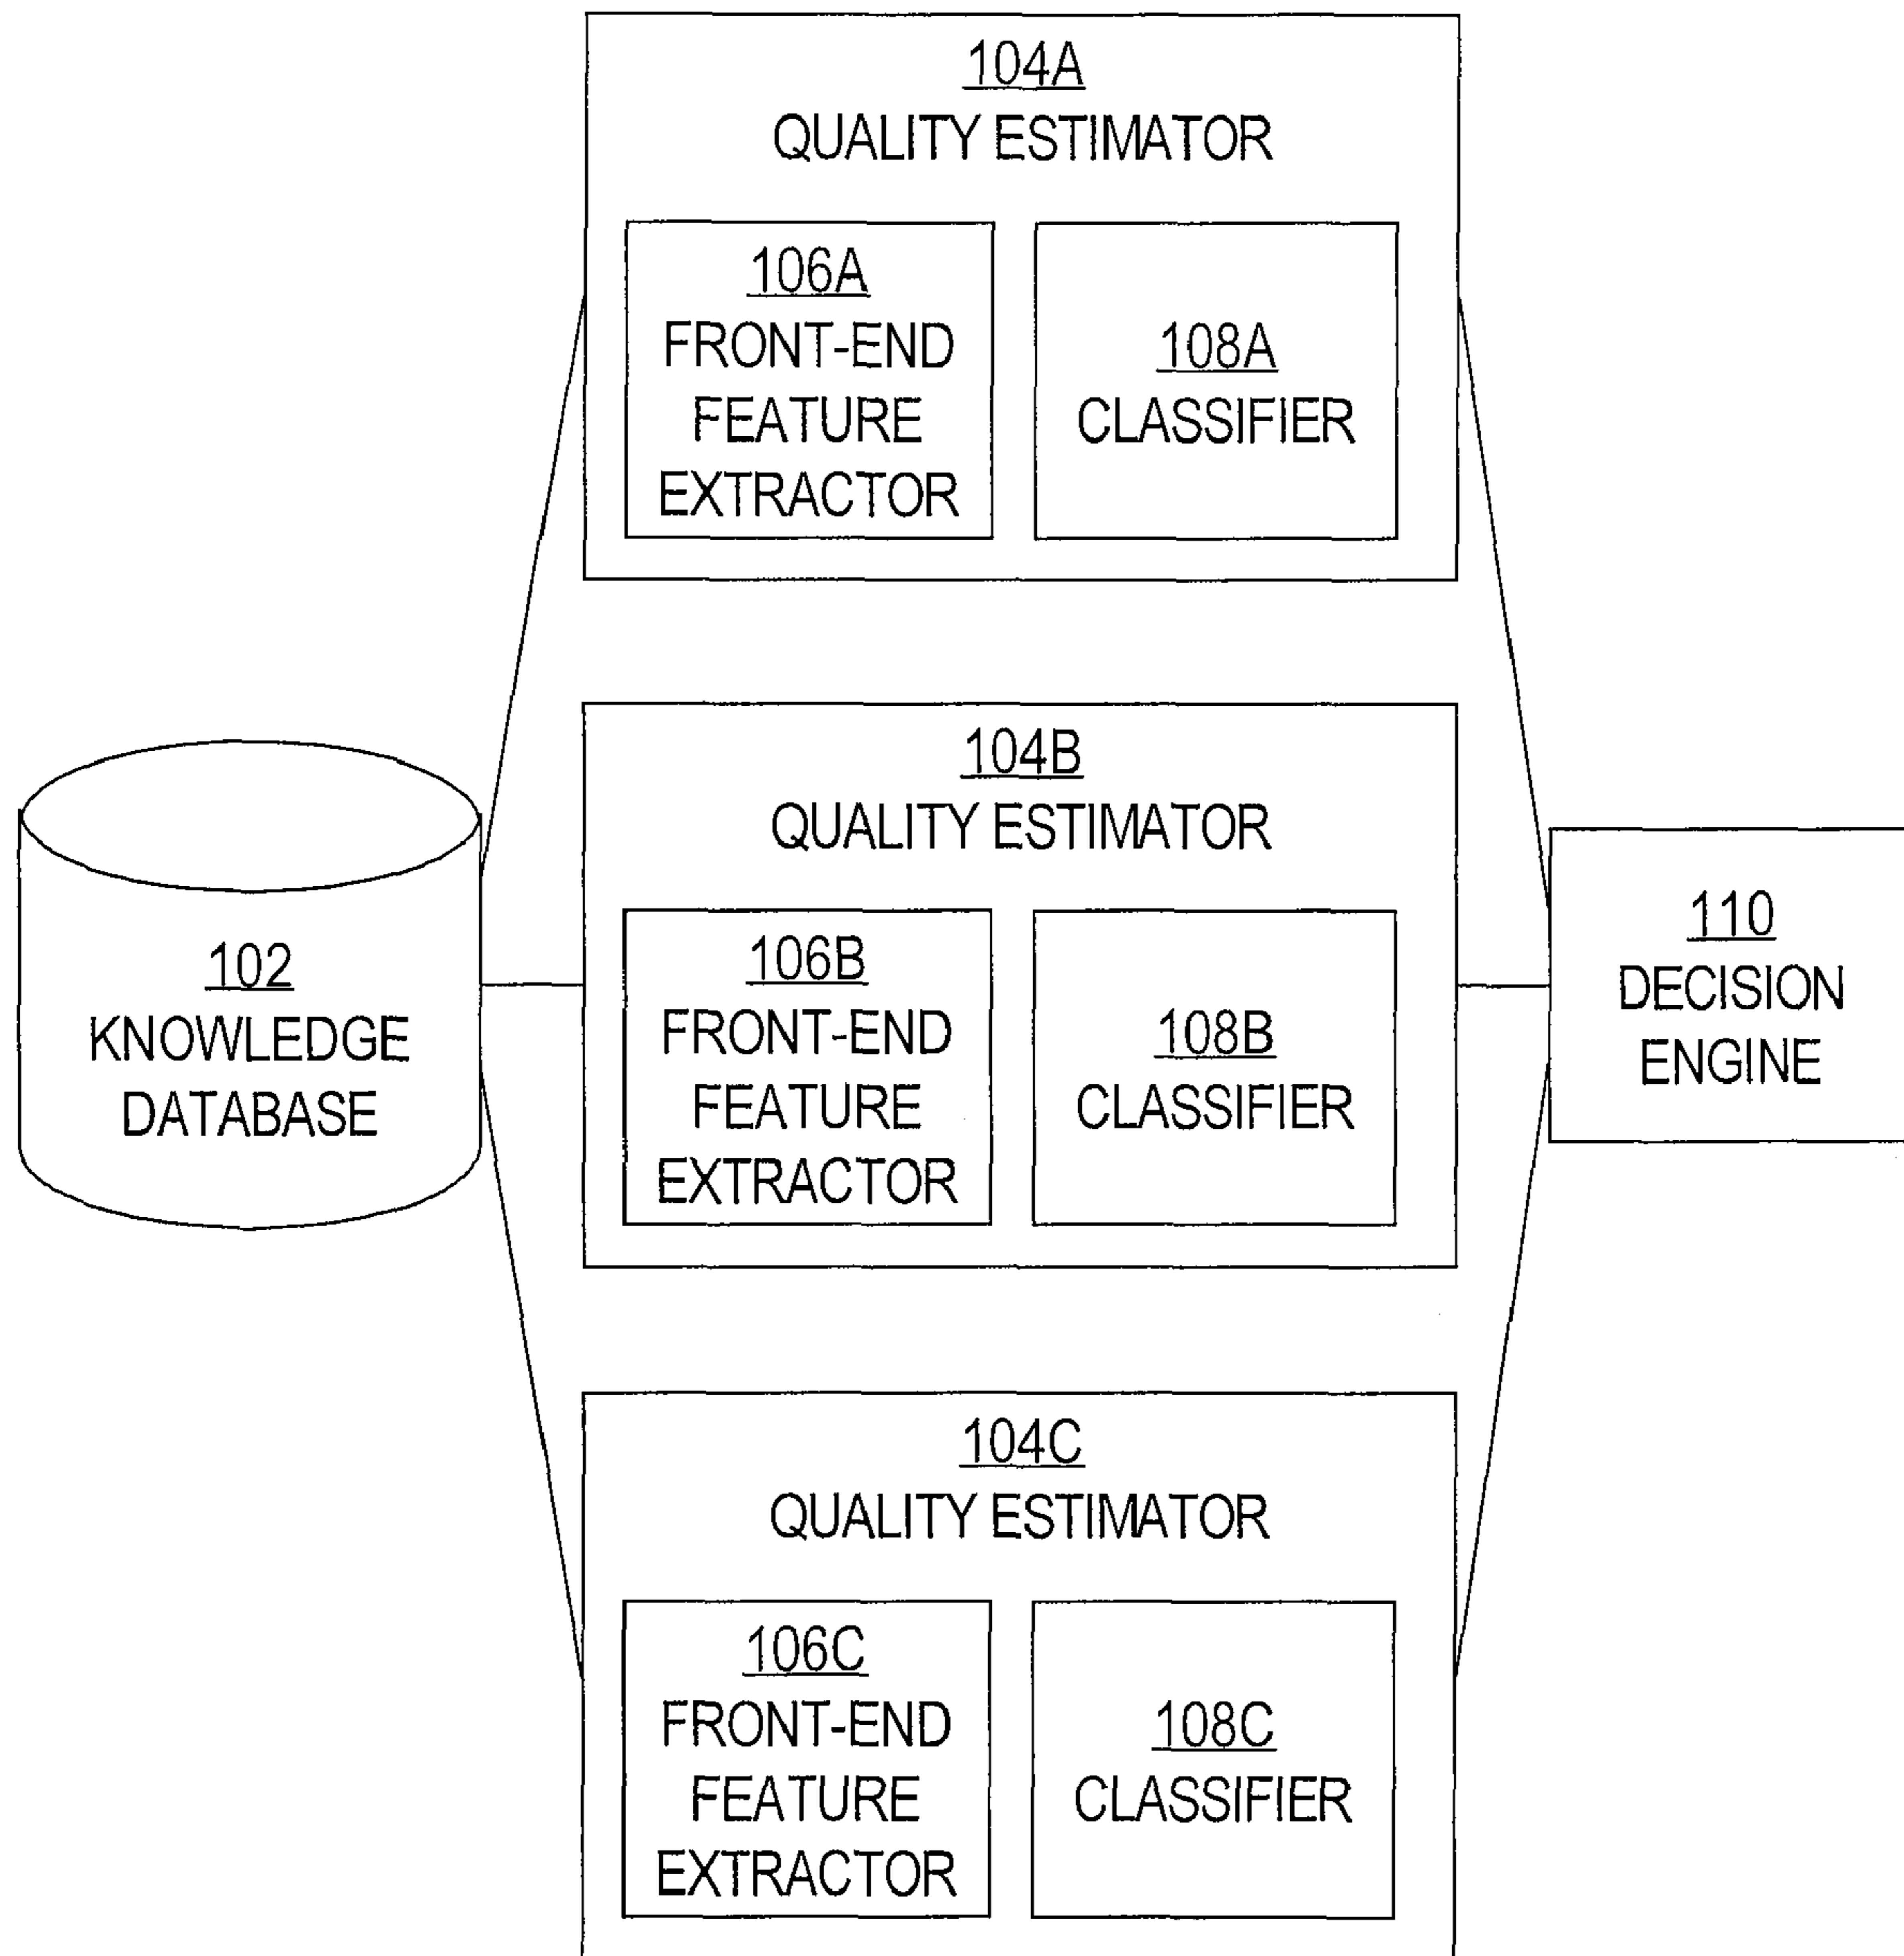 104A
QUALITY ESTIMATOR
106A
FRONT-END
FEATURE
EXTRACTOR
108A
CLASSIFIER
102
KNOWLEDGE
DATABASE
104B
QUALITY ESTIMATOR
106B
FRONT-END
FEATURE
EXTRACTOR
108B
CLASSIFIER
110
DECISION
ENGINE
104C
QUALITY ESTIMATOR
106C
FRONT-END
FEATURE
EXTRACTOR
108C
CLASSIFIER